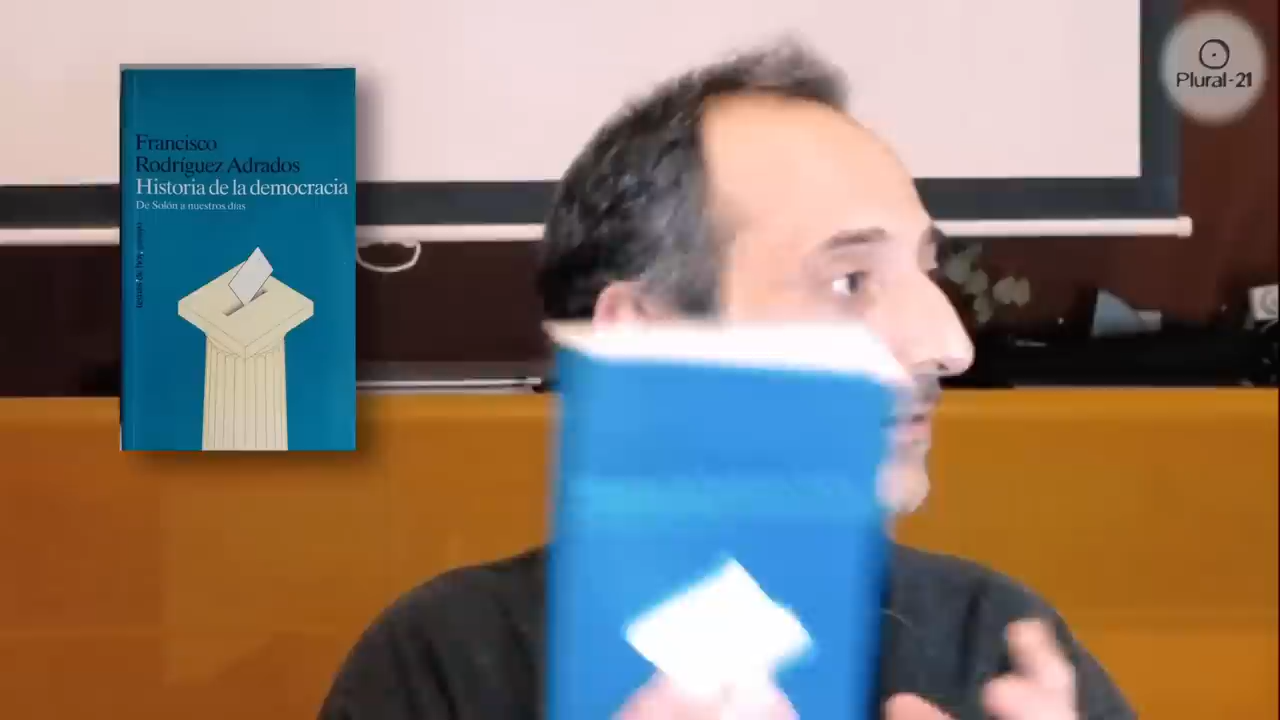 Francisco
Rodríguez Adrados
Historia de la democracia
De Solón a nuestros días
Plural-21